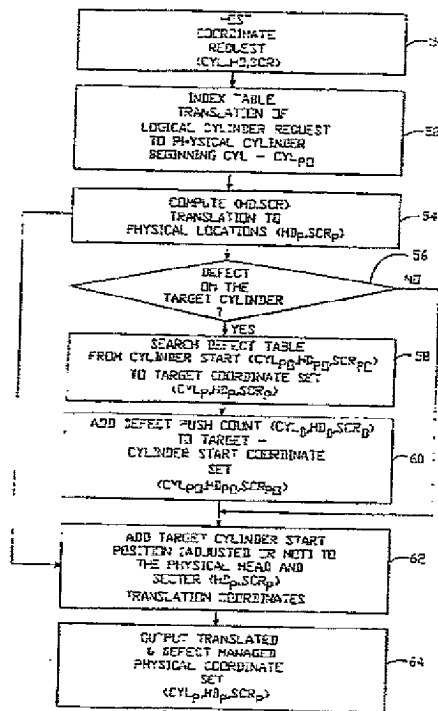 COORDINATE
REQUEST
(CYL,HD,SCR)
INDEX TABLE
TRANSLATION OF
LOGICAL CYLINDER REQUEST
TO PHYSICAL CYLINDER
BEGINNING CYL - CYLPO
52
COMPUTE (HD,SCR)
TRANSLATION TO
PHYSICAL LOCATIONS (HDP,SCRP)
54
56
DEFECT
ON THE
TARGET CYLINDER
?
NO
YES
SEARCH DEFECT TABLE
FROM CYLINDER START (CYLPO,HDPO,SCRPO)
TO TARGET COORDINATE SET
(CYLP,HDP,SCRP)
58
ADD DEFECT PUSH COUNT (CYLD,HDD,SCRD)
TO TARGET -
CYLINDER START COORDINATE
SET
(CYLPO,HDPO,SCRPO)
60
ADD TARGET CYLINDER START
POSITION (ADJUSTED OR NOT) TO
THE PHYSICAL HEAD AND
SECTER (HDP,SCRP)
TRANSLATION COORDINATES
62
OUTPUT TRANSLATED
& DEFECT MANAGED
PHYSICAL COORDINATE
SET
(CYLP,HDP,SCRP)
64